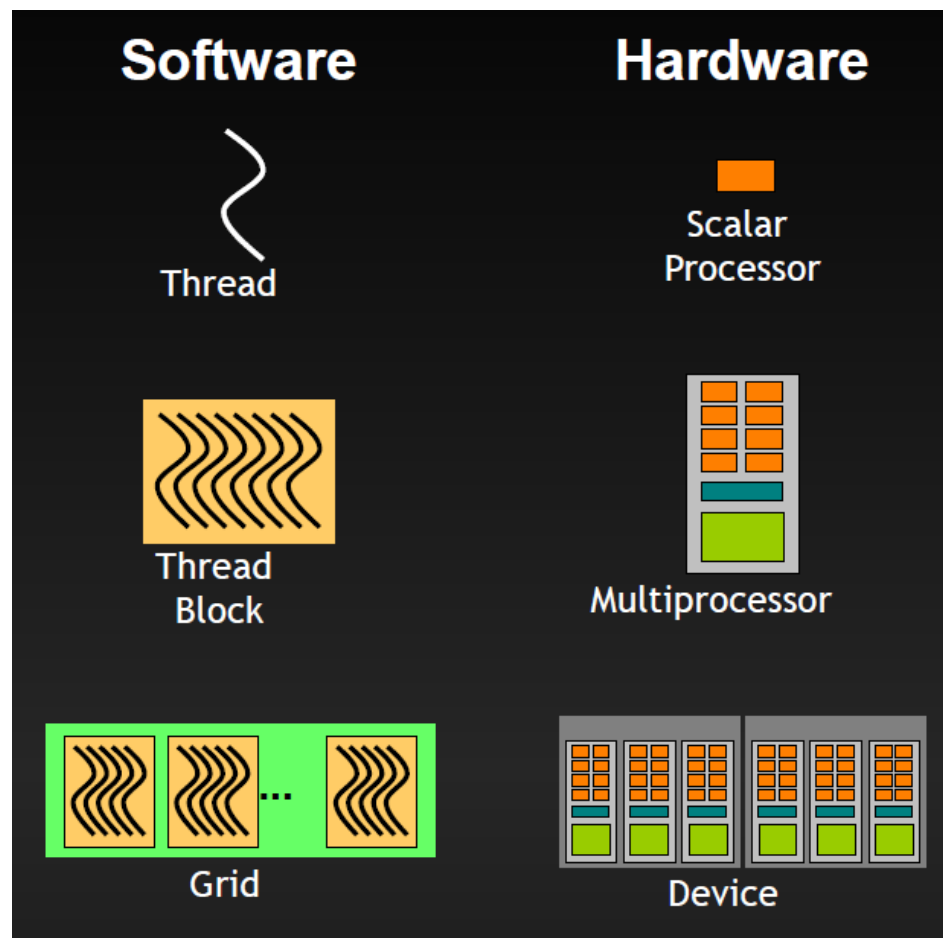 Software
Hardware
Thread
Scalar
Processor
Thread
Block
Multiprocessor
...
Grid
Device